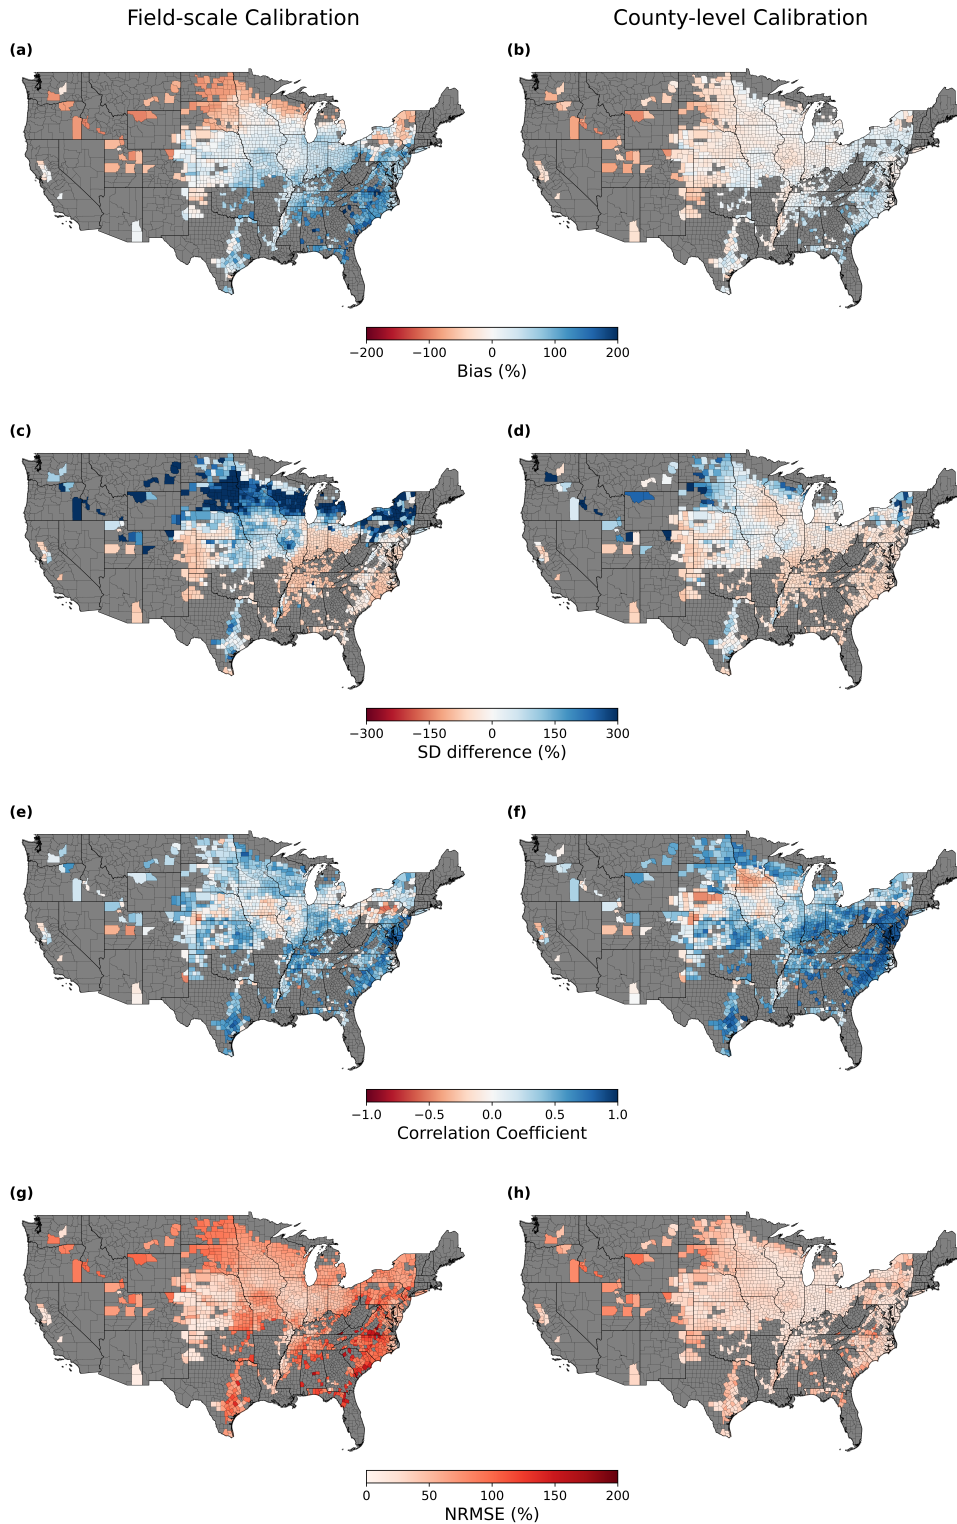 Field-scale Calibration
County-level Calibration
(a)
(b)
−200 −100 0 100 200
Bias (%)
(c)
(d)
−300 −150 0 150 300
SD difference (%)
(e)
(f)
−1.0 −0.5 0.0 0.5 1.0
Correlation Coefficient
(g)
(h)
0 50 100 150 200
NRMSE (%)